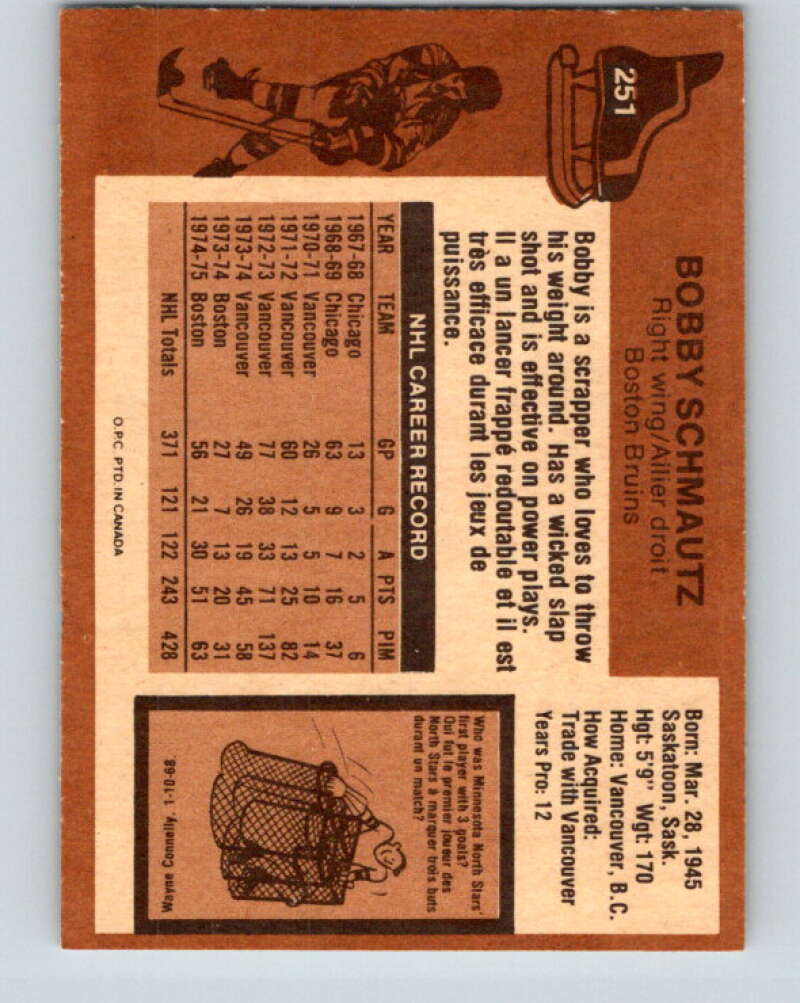 251
BOBBY SCHMAUTZ
Right wing/Ailier droit
Boston Bruins
Born: Mar. 28, 1945
Saskatoon, Sask.
Hgt: 5'9" Wgt: 170
Home: Vancouver, B.C.
How Acquired:
Trade with Vancouver
Years Pro: 12
Bobby is a scrapper who loves to throw
his weight around. Has a wicked slap
shot and is effective on power plays.
Il a un lancer frappé redoutable et il est
très efficace durant les jeux de
puissance.
NHL CAREER RECORD
YEAR TEAM GP G A PTS PIM
1967-68 Chicago 13 3 2 5 6
1968-69 Chicago 63 9 7 16 37
1970-71 Vancouver 26 5 5 10 14
1971-72 Vancouver 60 12 13 25 82
1972-73 Vancouver 77 38 33 71 137
1973-74 Vancouver 49 26 19 45 58
1973-74 Boston 27 7 13 20 31
1974-75 Boston 56 21 30 51 63
NHL Totals 371 121 122 243 428
Who was Minnesota North Stars'
first player with 3 goals?
Qui fut le premier joueur des
North Stars à marquer trois buts
durant un match?
Wayne Connelly, 1-10-68.
O.P.C. PTD. IN CANADA